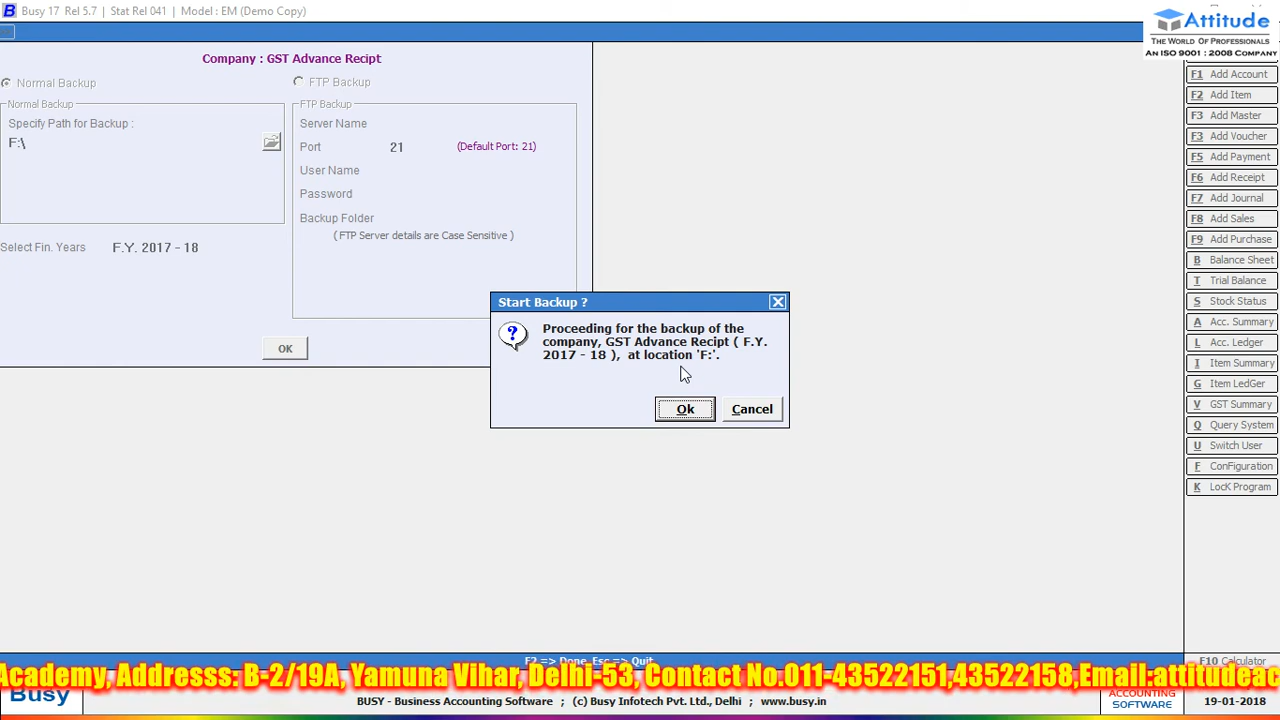 Busy 17 Rel 5.7 | Stat Rel 041 | Model : EM (Demo Copy)
Attitude
THE WORLD OF PROFESSIONALS
AN ISO 9001 : 2008 COMPANY
Company : GST Advance Recipt
Normal Backup
FTP Backup
Normal Backup
Specify Path for Backup :
F:\
Select Fin. Years F.Y. 2017 - 18
OK
FTP Backup
Server Name
Port 21 (Default Port: 21)
User Name
Password
Backup Folder
( FTP Server details are Case Sensitive )
Start Backup ?
Proceeding for the backup of the
company, GST Advance Recipt ( F.Y.
2017 - 18 ), at location 'F:'.
Ok
Cancel
F1 Add Account
F2 Add Item
F3 Add Master
F3 Add Voucher
F5 Add Payment
F6 Add Receipt
F7 Add Journal
F8 Add Sales
F9 Add Purchase
B Balance Sheet
T Trial Balance
S Stock Status
A Acc. Summary
L Acc. Ledger
I Item Summary
G Item LedGer
V GST Summary
Q Query System
U Switch User
F ConFiguration
K LocK Program
F2 => Done Esc => Quit
F10 Calculator
Academy, Addresss: B-2/19A, Yamuna Vihar, Delhi-53, Contact No.011-43522151,43522158,Email:attitudeac
Busy
BUSY - Business Accounting Software ; (c) Busy Infotech Pvt. Ltd., Delhi ; www.busy.in
ACCOUNTING
SOFTWARE
19-01-2018